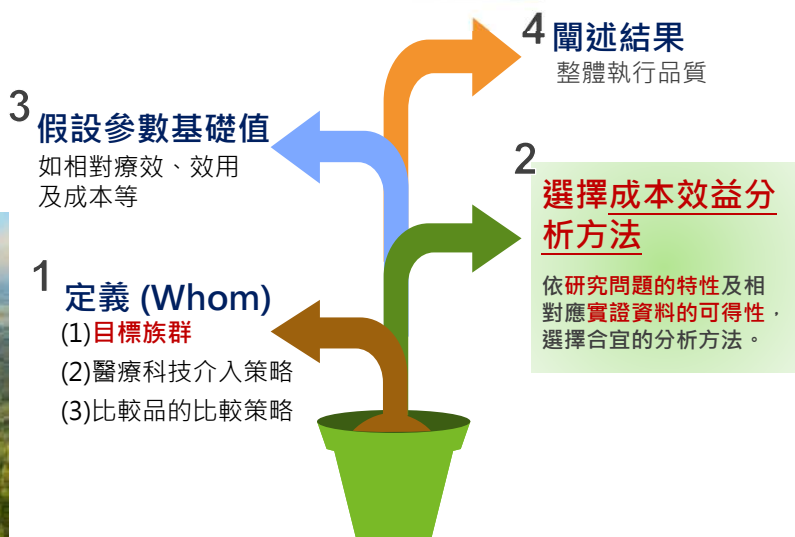 1
定義 (Whom)
(1)目標族群
(2)醫療科技介入策略
(3)比較品的比較策略
2
選擇成本效益分
析方法
依研究問題的特性及相
對應實證資料的可得性，
選擇合宜的分析方法。
3
假設參數基礎值
如相對療效、效用
及成本等
4
闡述結果
整體執行品質